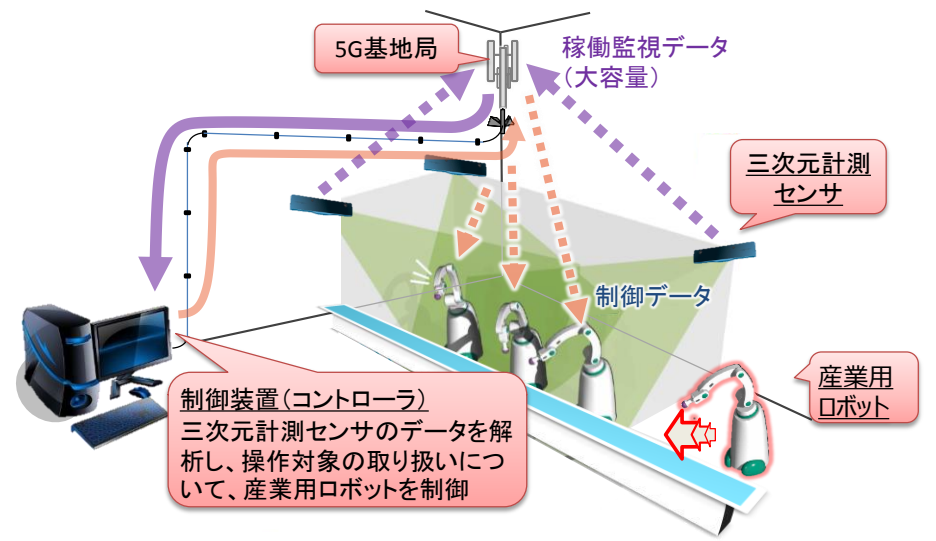 5G基地局
稼働監視データ
（大容量）
三次元計測
センサ
制御データ
産業用
ロボット
制御装置（コントローラ）
三次元計測センサのデータを解
析し、操作対象の取り扱いにつ
いて、産業用ロボットを制御